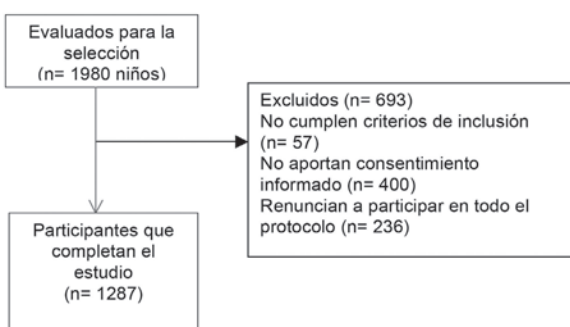 Evaluados para la
selección
(n= 1980 niños)
Excluidos (n= 693)
No cumplen criterios de inclusión
(n= 57)
No aportan consentimiento
informado (n= 400)
Renuncian a participar en todo el
protocolo (n= 236)
Participantes que
completan el
estudio
(n= 1287)